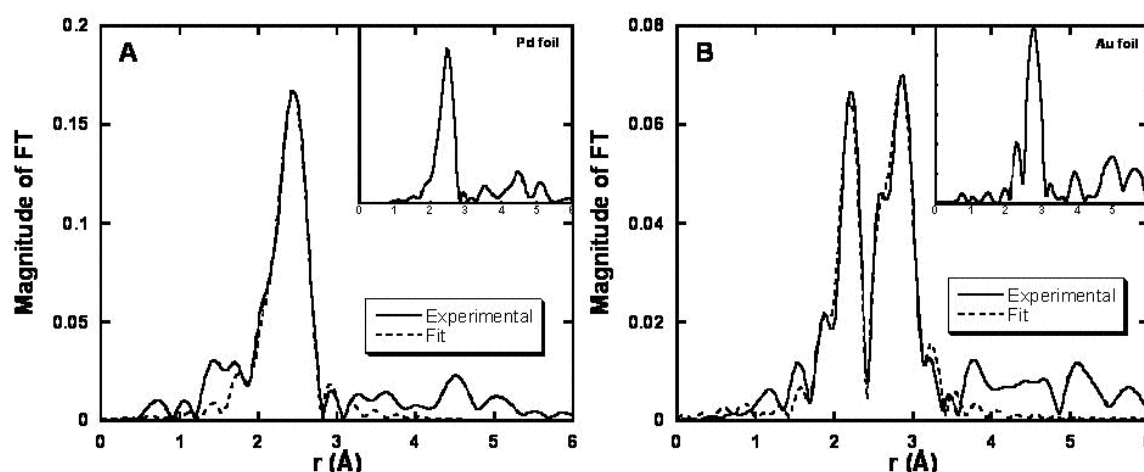 A
Pd foil
0.2
0.15
0.1
0.05
0
Magnitude of FT
0 1 2 3 4 5 6
Experimental
Fit
0 1 2 3 4 5 6
r (Å)
B
Au foil
0.08
0.06
0.04
0.02
0
Magnitude of FT
0 1 2 3 4 5
Experimental
Fit
0 1 2 3 4 5
r (Å)